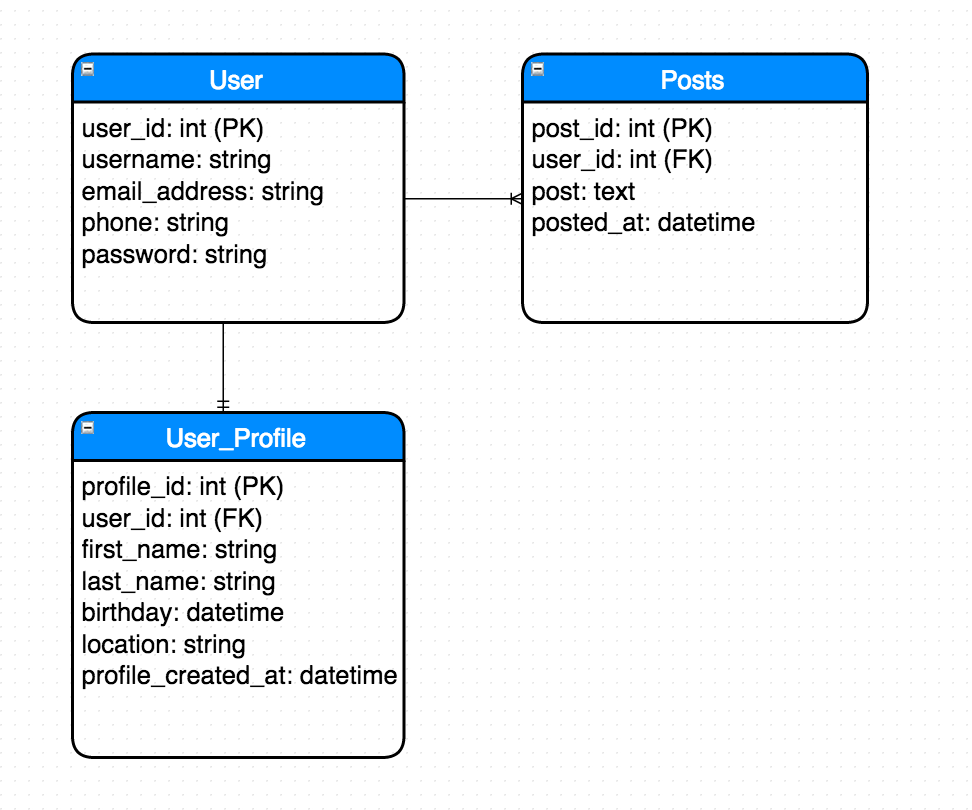 User
user_id: int (PK)
username: string
email_address: string
phone: string
password: string
Posts
post_id: int (PK)
user_id: int (FK)
post: text
posted_at: datetime
User_Profile
profile_id: int (PK)
user_id: int (FK)
first_name: string
last_name: string
birthday: datetime
location: string
profile_created_at: datetime